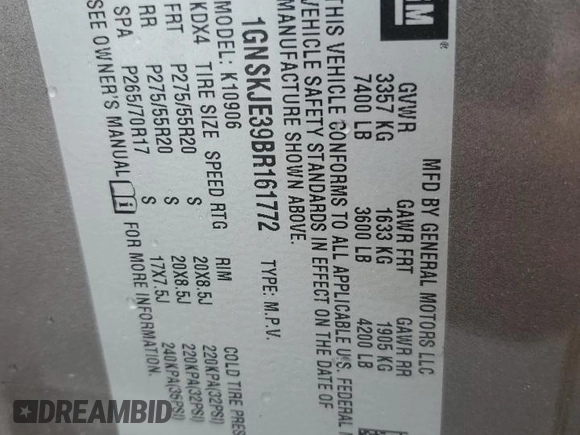 GM ®
MFD BY GENERAL MOTORS LLC
GVWR GAWR FRT GAWR RR
3357 KG 1633 KG 1905 KG
7400 LB 3600 LB 4200 LB
THIS VEHICLE CONFORMS TO ALL APPLICABLE U.S. FEDERAL
VEHICLE SAFETY STANDARDS IN EFFECT ON THE DATE OF
MANUFACTURE SHOWN ABOVE.
1GNSKJE39BR161772 TYPE: M.P.V.
MODEL: K10906
KDX4 TIRE SIZE SPEED RTG RIM COLD TIRE PRES
FRT P275/55R20 S 20X8.5J 220KPA(32PSI)
RR P275/55R20 S 20X8.5J 220KPA(32PSI)
SPA P265/70R17 S 17X7.5J 240KPA(35PSI)
SEE OWNER'S MANUAL FOR MORE INFORMATION.
DREAMBID